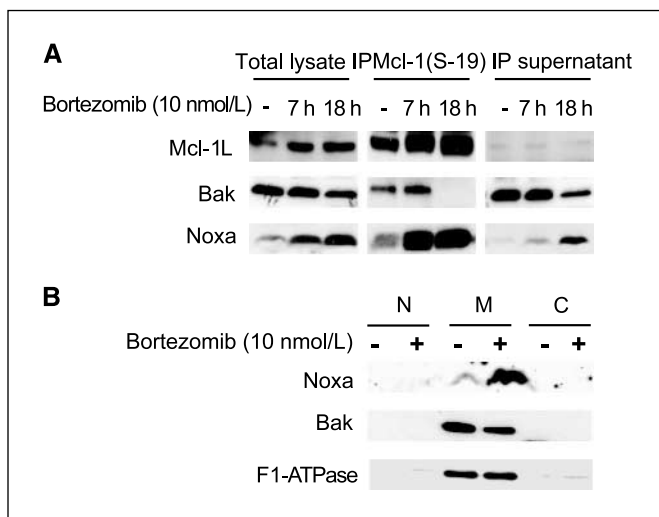 A
Total lysate IPMcl-1(S-19) IP supernatant
Bortezomib (10 nmol/L) - 7 h 18 h - 7 h 18 h - 7 h 18 h
Mcl-1L
Bak
Noxa
B
N M C
Bortezomib (10 nmol/L) - + - + - +
Noxa
Bak
F1-ATPase